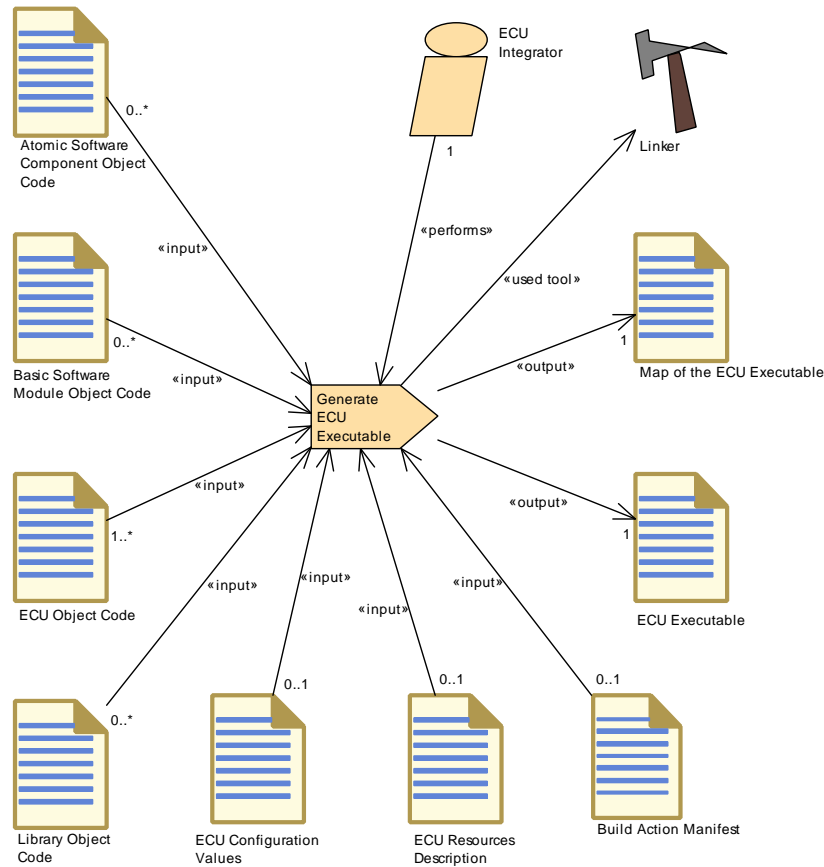 ECU
Integrator
0..*
Atomic Software
Component Object
Code
1
Linker
«performs»
«input»
«used tool»
0..*
1
Basic Software
Module Object Code
«input»
«output»
Map of the ECU Executable
Generate
ECU
Executable
«input»
«output»
1..*
1
«input»
«input»
«input»
«input»
ECU Object Code
ECU Executable
0..*
0..1
0..1
0..1
Library Object
Code
ECU Configuration
Values
ECU Resources
Description
Build Action Manifest